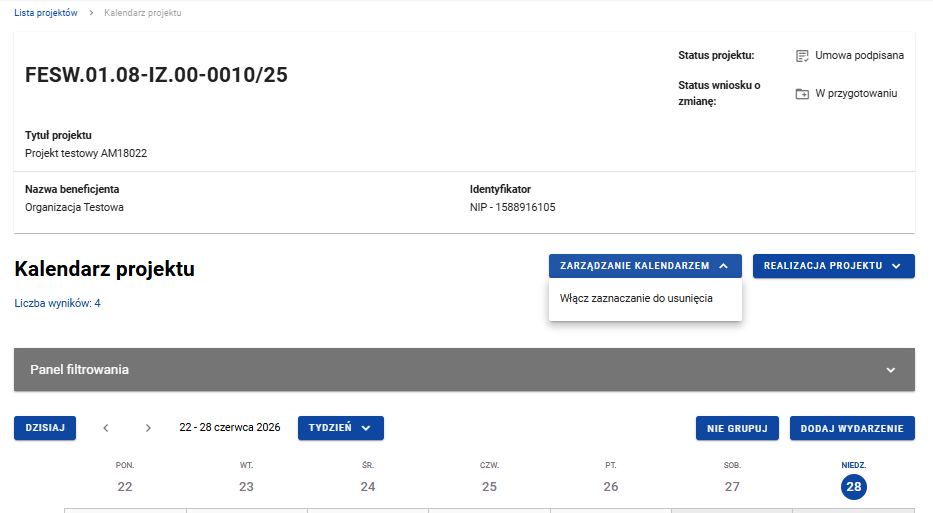 Lista projektów > Kalendarz projektu
FESW.01.08-IZ.00-0010/25
Status projektu: Umowa podpisana
Status wniosku o zmianę: W przygotowaniu
Tytuł projektu
Projekt testowy AM18022
Nazwa beneficjenta
Organizacja Testowa
Identyfikator
NIP - 1588916105
Kalendarz projektu
ZARZĄDZANIE KALENDARZEM
REALIZACJA PROJEKTU
Włącz zaznaczanie do usunięcia
Liczba wyników: 4
Panel filtrowania
DZISIAJ
22 - 28 czerwca 2026
TYDZIEŃ
NIE GRUPUJ
DODAJ WYDARZENIE
PON. WT. ŚR. CZW. PT. SOB. NIEDZ.
22 23 24 25 26 27 28